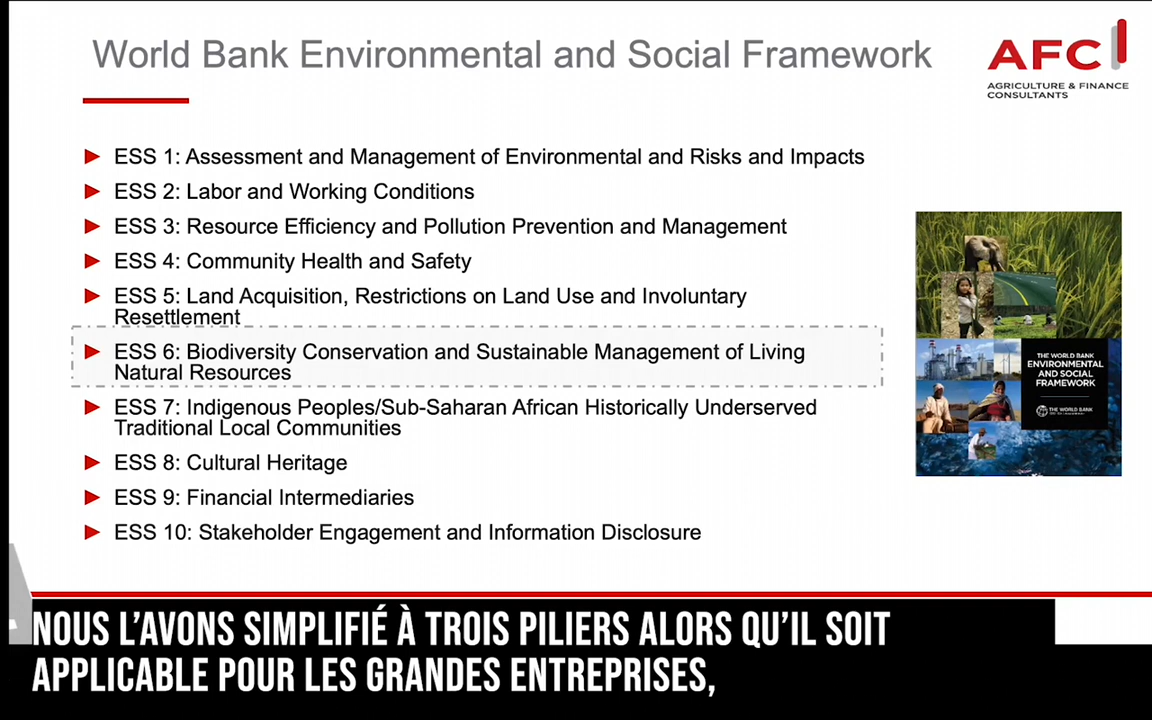 World Bank Environmental and Social Framework
AFC
AGRICULTURE & FINANCE
CONSULTANTS
ESS 1: Assessment and Management of Environmental and Risks and Impacts
ESS 2: Labor and Working Conditions
ESS 3: Resource Efficiency and Pollution Prevention and Management
ESS 4: Community Health and Safety
ESS 5: Land Acquisition, Restrictions on Land Use and Involuntary
Resettlement
ESS 6: Biodiversity Conservation and Sustainable Management of Living
Natural Resources
ESS 7: Indigenous Peoples/Sub-Saharan African Historically Underserved
Traditional Local Communities
ESS 8: Cultural Heritage
ESS 9: Financial Intermediaries
ESS 10: Stakeholder Engagement and Information Disclosure
THE WORLD BANK
ENVIRONMENTAL
AND SOCIAL
FRAMEWORK
THE WORLD BANK
NOUS L'AVONS SIMPLIFIÉ À TROIS PILIERS ALORS QU'IL SOIT
APPLICABLE POUR LES GRANDES ENTREPRISES,